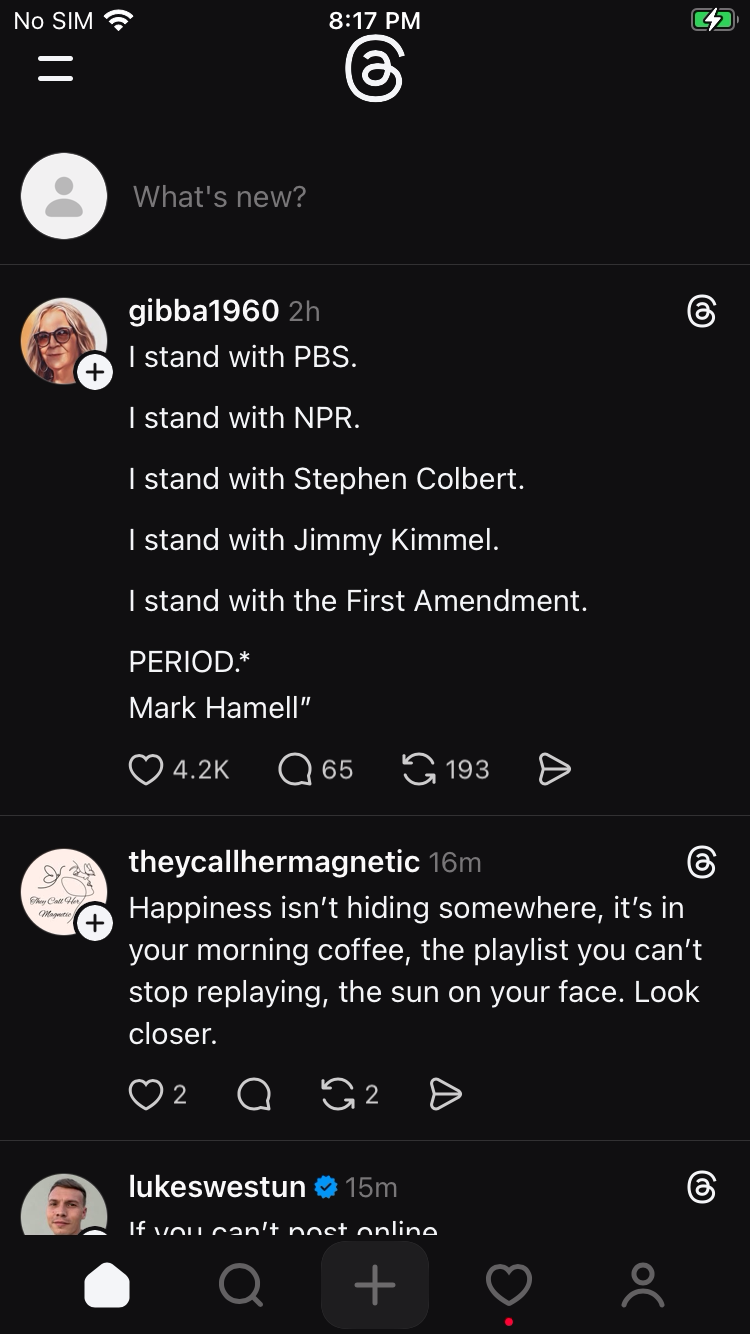 No SIM 8:17 PM
What's new?
gibba1960 2h
I stand with PBS.
I stand with NPR.
I stand with Stephen Colbert.
I stand with Jimmy Kimmel.
I stand with the First Amendment.
PERIOD.*
Mark Hamell”
4.2K 65 193
theycallhermagnetic 16m
They Call Her
Magnetic
Happiness isn’t hiding somewhere, it’s in
your morning coffee, the playlist you can’t
stop replaying, the sun on your face. Look
closer.
2 2
lukeswestun 15m
If you can’t post online